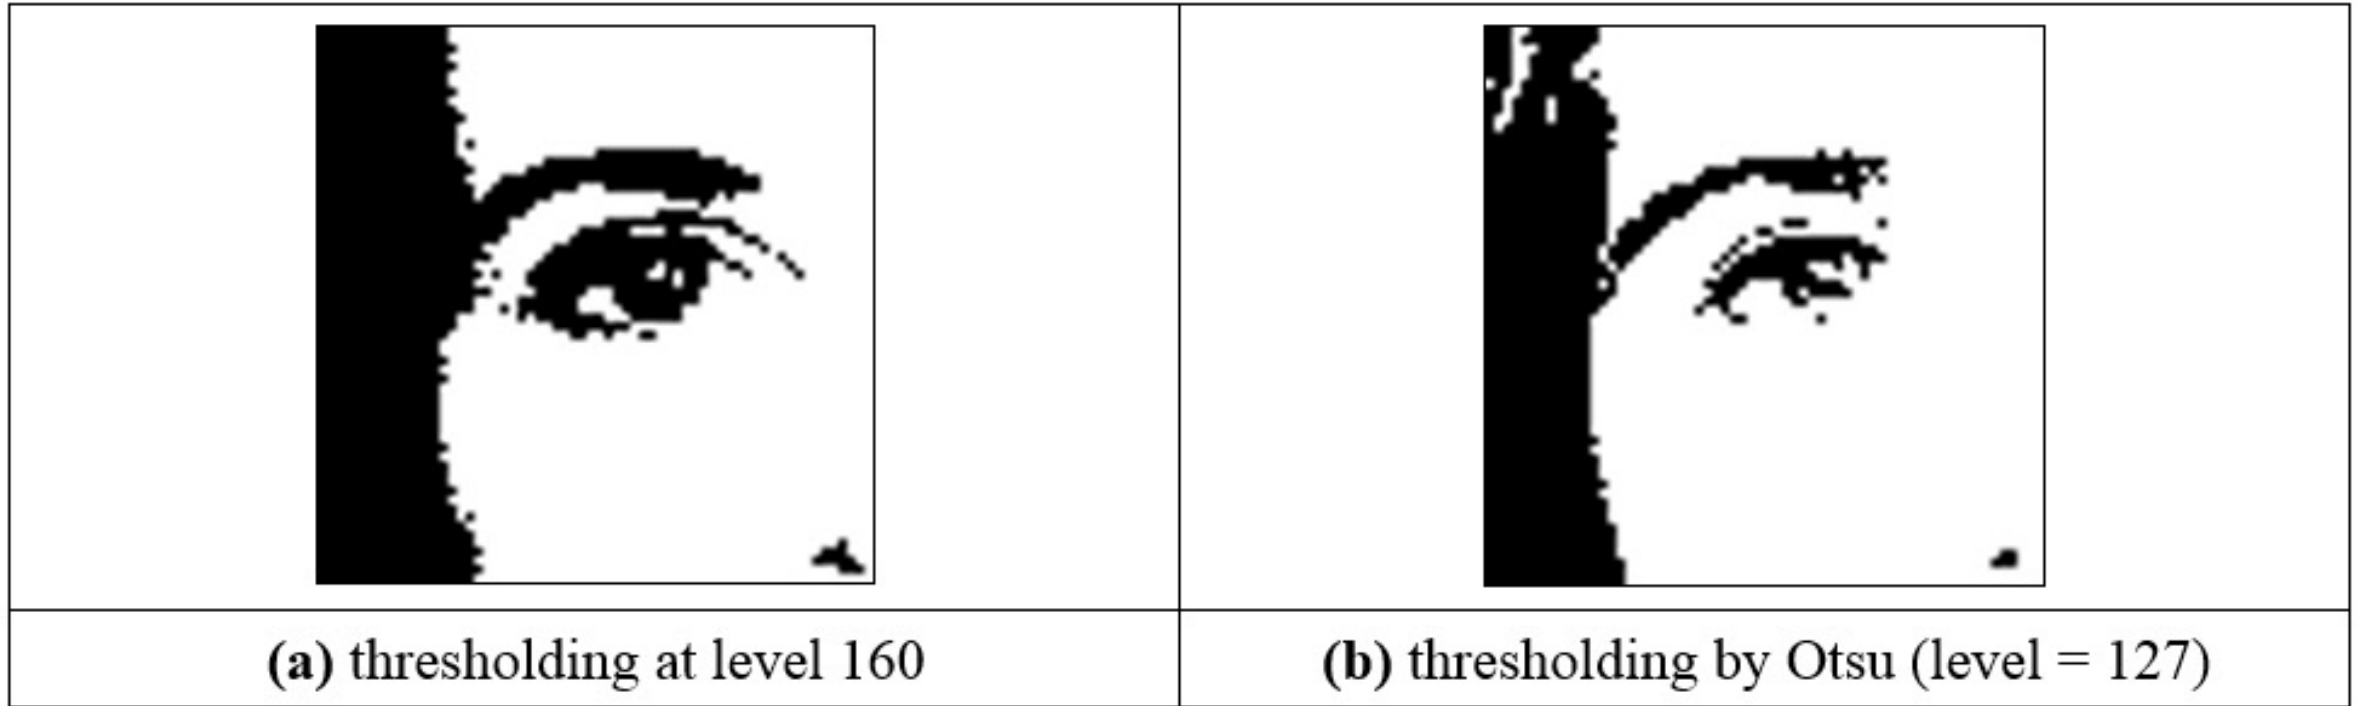 (a) thresholding at level 160
(b) thresholding by Otsu (level = 127)